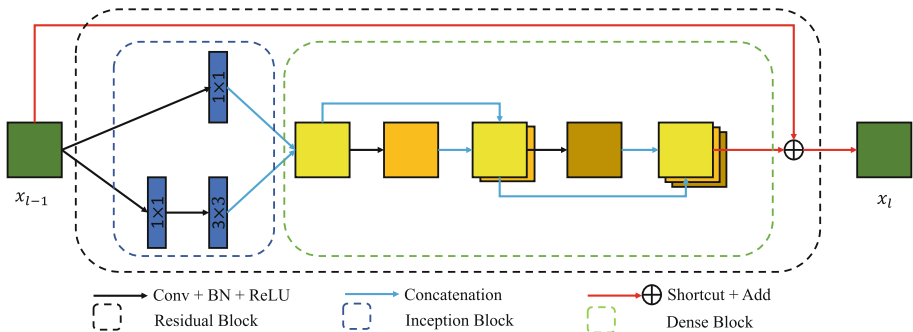 1×1
x_{l−1}
1×1
3×3
x_l
Conv + BN + ReLU
Concatenation
Shortcut + Add
Residual Block
Inception Block
Dense Block